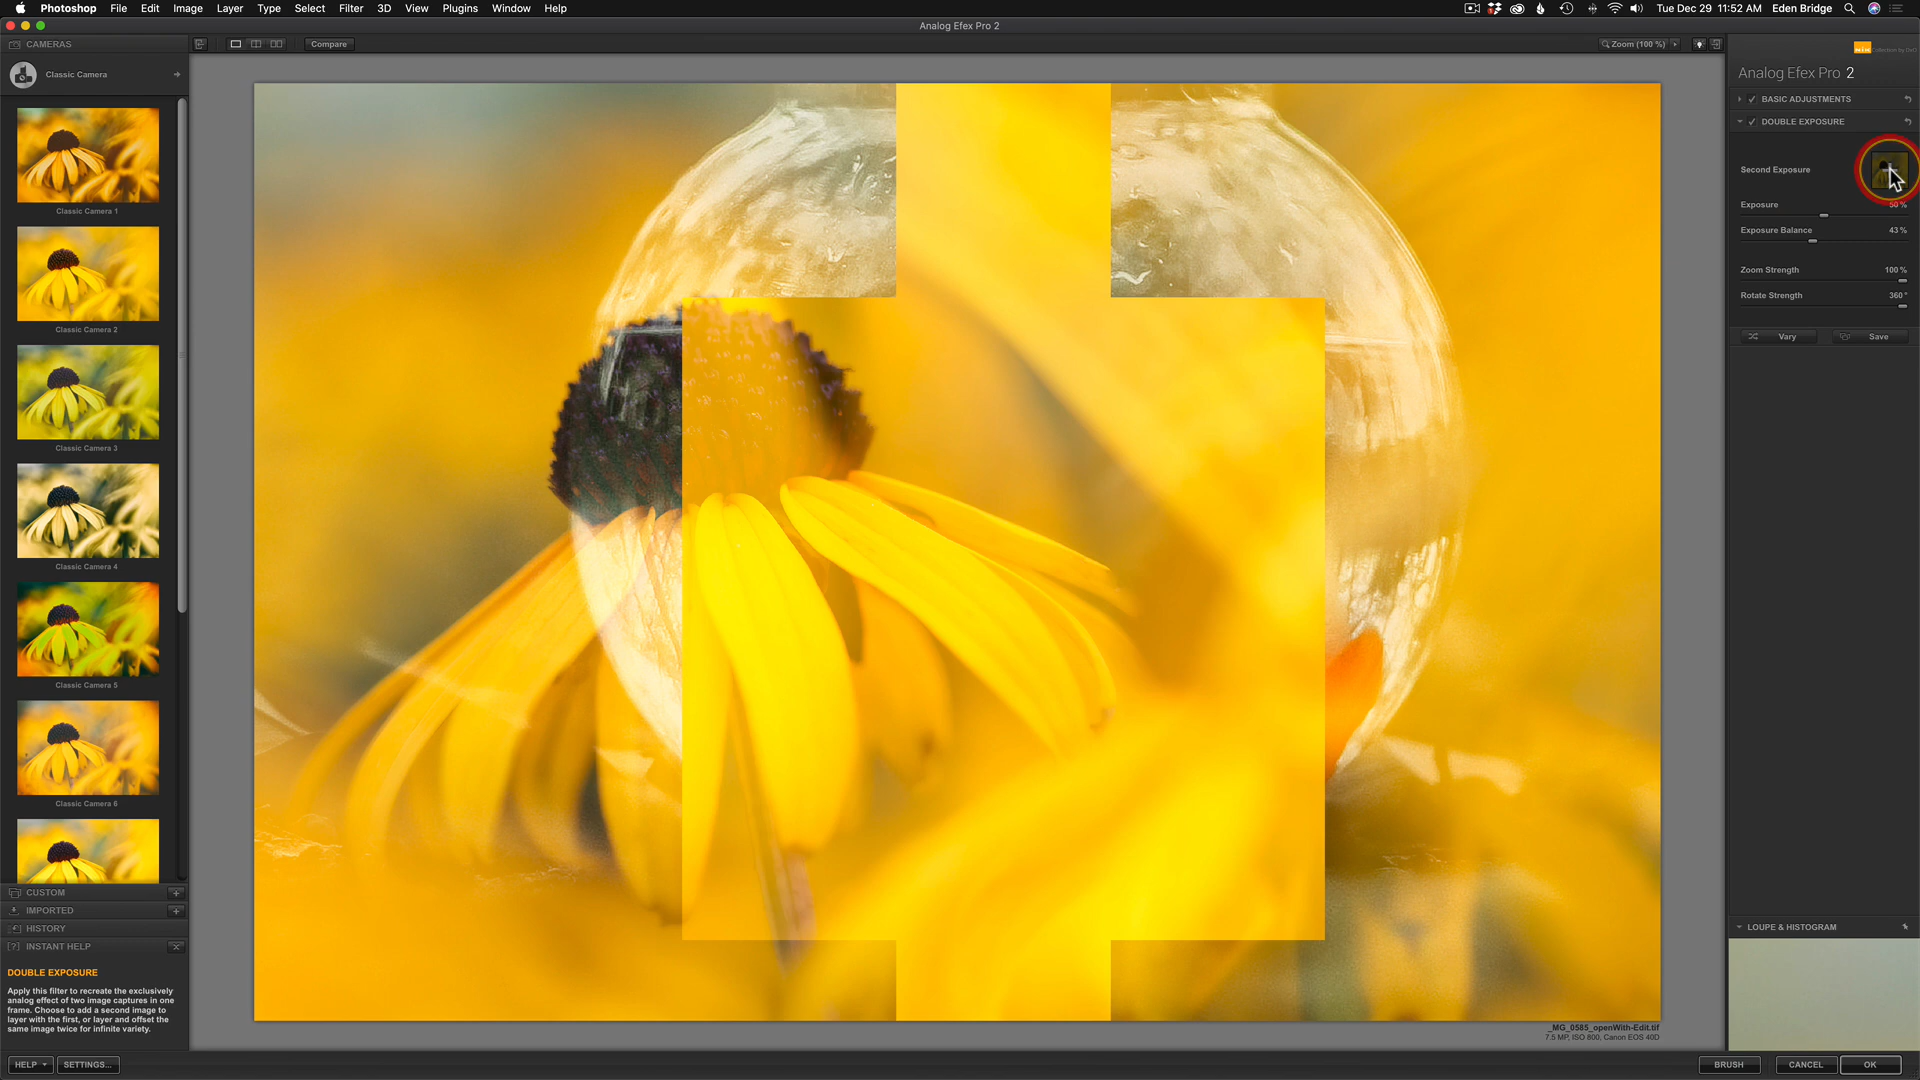 Photoshop File Edit Image Layer Type Select Filter 3D View Plugins Window Help
Tue Dec 29 11:52 AM Eden Bridge
Analog Efex Pro 2
CAMERAS
Compare
Zoom (100 %)
Classic Camera
Classic Camera 1
Classic Camera 2
Classic Camera 3
Classic Camera 4
Classic Camera 5
Classic Camera 6
CUSTOM
IMPORTED
HISTORY
[?] INSTANT HELP
DOUBLE EXPOSURE
Apply this filter to recreate the exclusively
analog effect of two image captures in one
frame. Choose to add a second image to
layer with the first, or layer and offset the
same image twice for infinite variety.
HELP
SETTINGS...
_MG_0585_openWith-Edit.tif
7.5 MP, ISO 800, Canon EOS 40D
Collection by DxO
Analog Efex Pro 2
BASIC ADJUSTMENTS
DOUBLE EXPOSURE
Second Exposure
Exposure 50 %
Exposure Balance 43 %
Zoom Strength 100 %
Rotate Strength 360 °
Vary Save
LOUPE & HISTOGRAM
BRUSH CANCEL OK